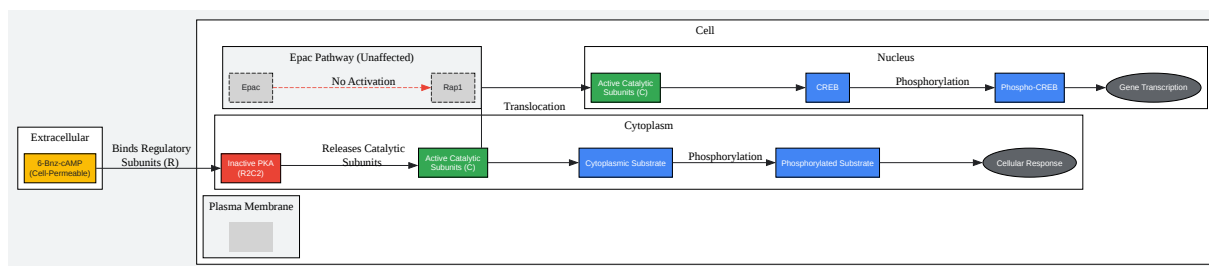 Cell
Epac Pathway (Unaffected)
Nucleus
Epac
No Activation
Rap1
Active Catalytic
Subunits (C)
CREB
Phosphorylation
Phospho-CREB
Gene Transcription
Translocation
Extracellular
6-Bnz-cAMP
(Cell-Permeable)
Binds Regulatory
Subunits (R)
Cytoplasm
Inactive PKA
(R2C2)
Releases Catalytic
Subunits
Active Catalytic
Subunits (C)
Cytoplasmic Substrate
Phosphorylation
Phosphorylated Substrate
Cellular Response
Plasma Membrane